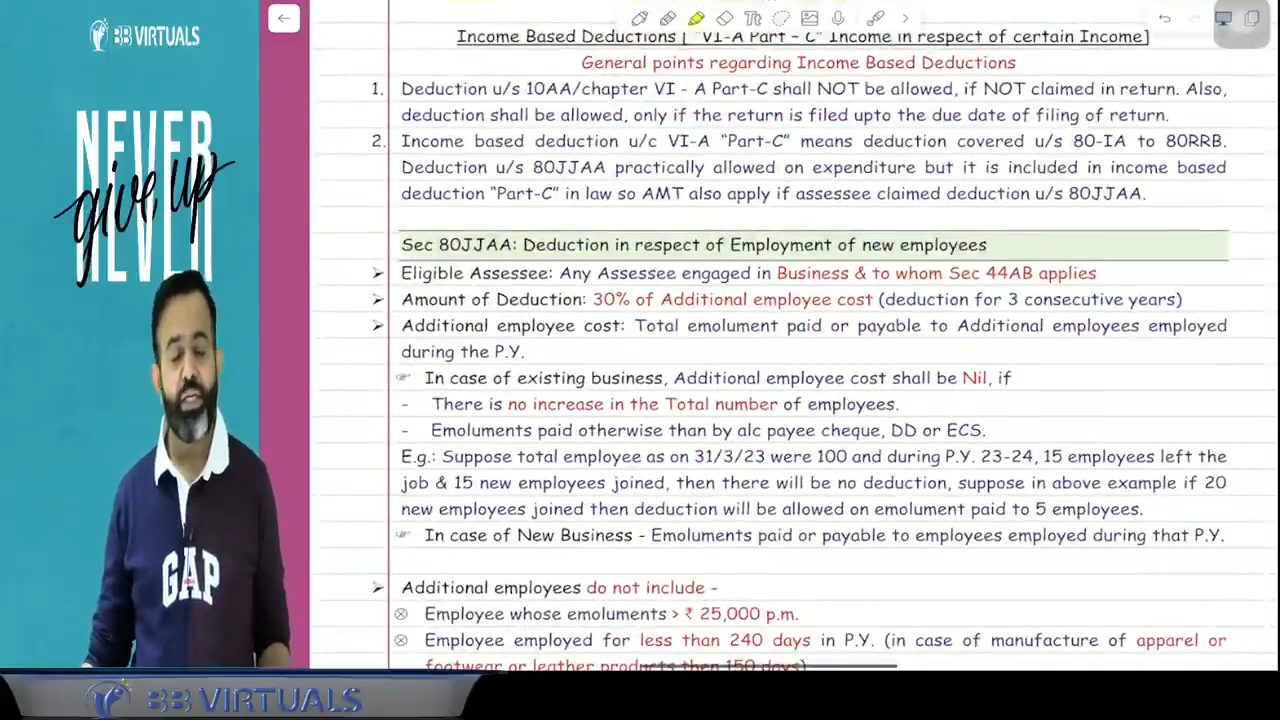 BB VIRTUALS
NEVER
give up
NEVER
GAP
Income Based Deductions [ "VI-A Part - C" Income in respect of certain Income]
General points regarding Income Based Deductions
1. Deduction u/s 10AA/chapter VI - A Part-C shall NOT be allowed, if NOT claimed in return. Also,
deduction shall be allowed, only if the return is filed upto the due date of filing of return.
2. Income based deduction u/c VI-A "Part-C" means deduction covered u/s 80-IA to 80RRB.
Deduction u/s 80JJAA practically allowed on expenditure but it is included in income based
deduction "Part-C" in law so AMT also apply if assessee claimed deduction u/s 80JJAA.
Sec 80JJAA: Deduction in respect of Employment of new employees
➢ Eligible Assessee: Any Assessee engaged in Business & to whom Sec 44AB applies
➢ Amount of Deduction: 30% of Additional employee cost (deduction for 3 consecutive years)
➢ Additional employee cost: Total emolument paid or payable to Additional employees employed
during the P.Y.
☞ In case of existing business, Additional employee cost shall be Nil, if
- There is no increase in the Total number of employees.
- Emoluments paid otherwise than by a/c payee cheque, DD or ECS.
E.g.: Suppose total employee as on 31/3/23 were 100 and during P.Y. 23-24, 15 employees left the
job & 15 new employees joined, then there will be no deduction, suppose in above example if 20
new employees joined then deduction will be allowed on emolument paid to 5 employees.
☞ In case of New Business - Emoluments paid or payable to employees employed during that P.Y.
➢ Additional employees do not include -
⊗ Employee whose emoluments > ₹ 25,000 p.m.
⊗ Employee employed for less than 240 days in P.Y. (in case of manufacture of apparel or
footwear or leather products then 150 days)
BB VIRTUALS